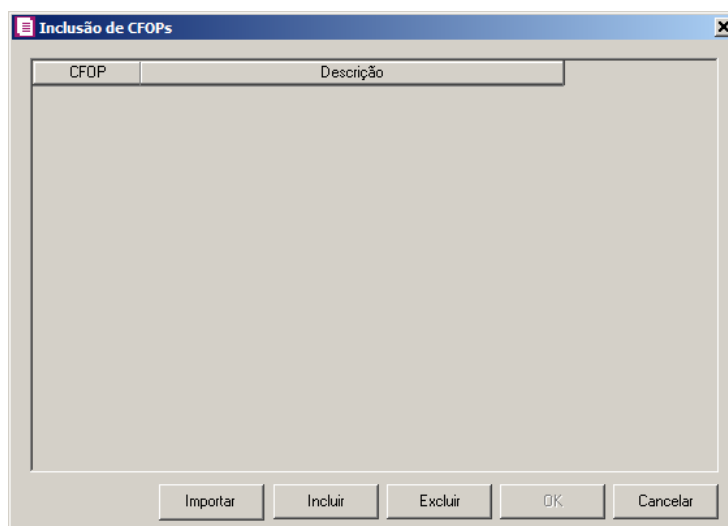 Inclusão de CFOPs
CFOP Descrição
Importar Incluir Excluir OK Cancelar